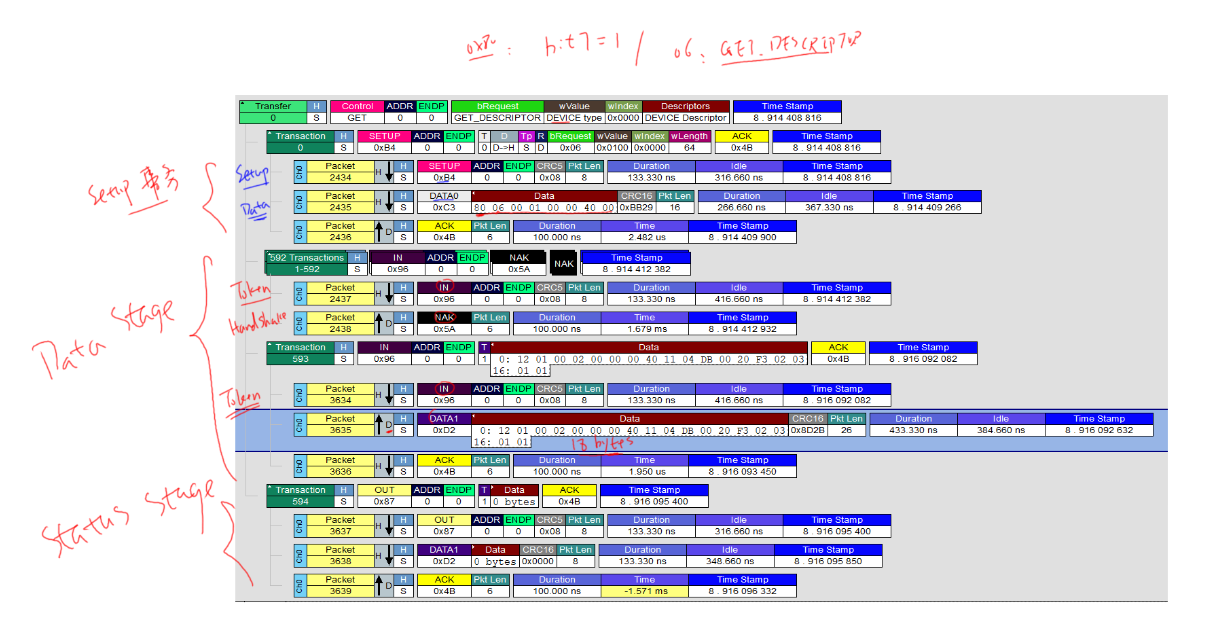 0x80 : bit7=1 / 06: GET_DESCRIPTOR
Transfer H Control ADDR ENDP bRequest wValue wIndex Descriptors Time Stamp
0 S GET 0 0 GET_DESCRIPTOR DEVICE type 0x0000 DEVICE Descriptor 8 . 914 408 816
Transaction H SETUP ADDR ENDP T D Tp R bRequest wValue wIndex wLength ACK Time Stamp
0 S 0xB4 0 0 0 D->H S D 0x06 0x0100 0x0000 64 0x4B 8 . 914 408 816
Setup 事务
Setup
Ch0 Packet H H SETUP ADDR ENDP CRC5 Pkt Len Duration Idle Time Stamp
2434 S 0xB4 0 0 0x08 8 133.330 ns 316.660 ns 8 . 914 408 816
Data
Ch0 Packet H H DATA0 Data CRC16 Pkt Len Duration Idle Time Stamp
2435 S 0xC3 80 06 00 01 00 00 40 00 0xBB29 16 266.660 ns 367.330 ns 8 . 914 409 266
Ch0 Packet D H ACK Pkt Len Duration Time Time Stamp
2436 S 0x4B 6 100.000 ns 2.482 us 8 . 914 409 900
Data Stage
592 Transactions H IN ADDR ENDP NAK NAK Time Stamp
1-592 S 0x96 0 0 0x5A 8 . 914 412 382
Token
Ch0 Packet H H IN ADDR ENDP CRC5 Pkt Len Duration Idle Time Stamp
2437 S 0x96 0 0 0x08 8 133.330 ns 416.660 ns 8 . 914 412 382
HandShake
Ch0 Packet D H NAK Pkt Len Duration Time Time Stamp
2438 S 0x5A 6 100.000 ns 1.679 ms 8 . 914 412 932
Transaction H IN ADDR ENDP T Data ACK Time Stamp
593 S 0x96 0 0 1 0: 12 01 00 02 00 00 00 40 11 04 DB 00 20 F3 02 03 0x4B 8 . 916 092 082
16: 01 01
Token
Ch0 Packet H H IN ADDR ENDP CRC5 Pkt Len Duration Idle Time Stamp
3634 S 0x96 0 0 0x08 8 133.330 ns 416.660 ns 8 . 916 092 082
Ch0 Packet D H DATA1 Data CRC16 Pkt Len Duration Idle Time Stamp
3635 S 0xD2 0: 12 01 00 02 00 00 00 40 11 04 DB 00 20 F3 02 03 0x8D2B 26 433.330 ns 384.660 ns 8 . 916 092 632
16: 01 01
18 bytes
Ch0 Packet H H ACK Pkt Len Duration Time Time Stamp
3636 S 0x4B 6 100.000 ns 1.950 us 8 . 916 093 450
Status Stage
Transaction H OUT ADDR ENDP T Data ACK Time Stamp
594 S 0x87 0 0 1 0 bytes 0x4B 8 . 916 095 400
Ch0 Packet H H OUT ADDR ENDP CRC5 Pkt Len Duration Idle Time Stamp
3637 S 0x87 0 0 0x08 8 133.330 ns 316.660 ns 8 . 916 095 400
Ch0 Packet H H DATA1 Data CRC16 Pkt Len Duration Idle Time Stamp
3638 S 0xD2 0 bytes 0x0000 8 133.330 ns 348.660 ns 8 . 916 095 850
Ch0 Packet D H ACK Pkt Len Duration Time Time Stamp
3639 S 0x4B 6 100.000 ns -1.571 ms 8 . 916 096 332